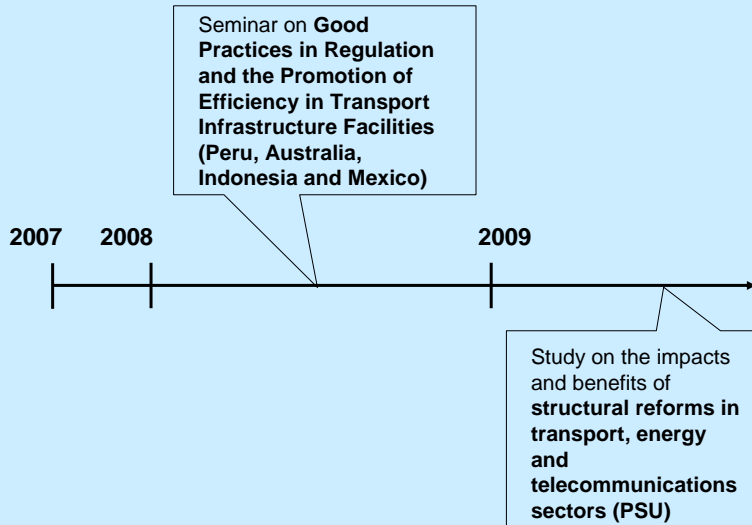 Seminar on Good
Practices in Regulation
and the Promotion of
Efficiency in Transport
Infrastructure Facilities
(Peru, Australia,
Indonesia and Mexico)
2007 2008 2009
Study on the impacts
and benefits of
structural reforms in
transport, energy
and
telecommunications
sectors (PSU)